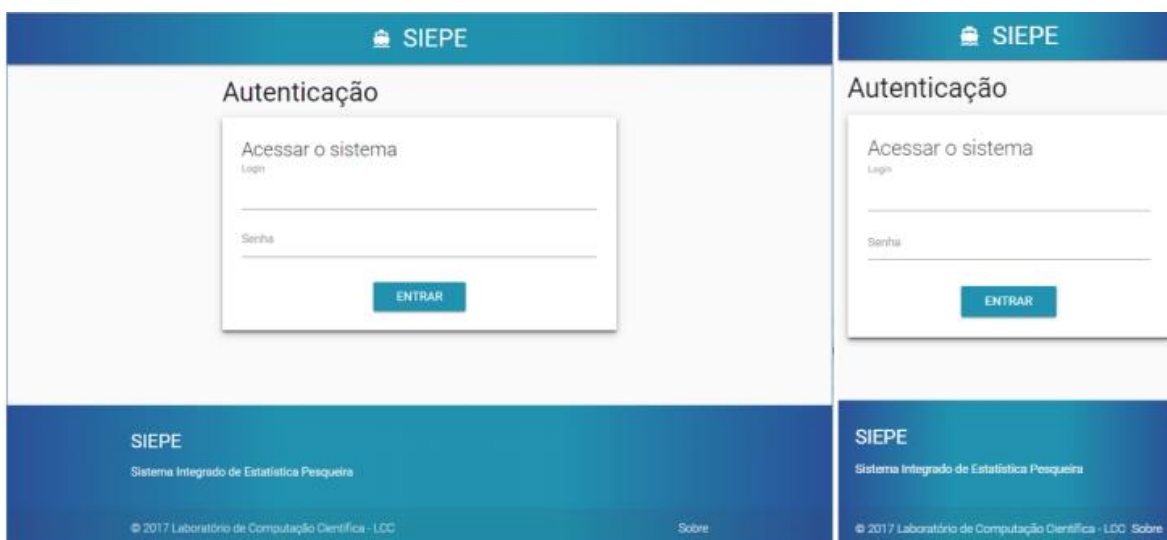 SIEPE
Autenticação
Acessar o sistema
Login
Senha
ENTRAR
SIEPE
Sistema Integrado de Estatística Pesqueira
© 2017 Laboratório de Computação Científica - LCC Sobre
SIEPE
Autenticação
Acessar o sistema
Login
Senha
ENTRAR
SIEPE
Sistema Integrado de Estatística Pesqueira
© 2017 Laboratório de Computação Científica - LCC Sobre